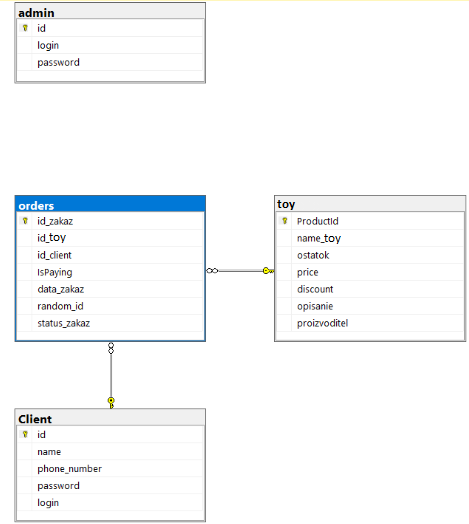 admin
id
login
password
orders
id_zakaz
id_toy
id_client
IsPaying
data_zakaz
random_id
status_zakaz
toy
ProductId
name_toy
ostatok
price
discount
opisanie
proizvoditel
Client
id
name
phone_number
password
login